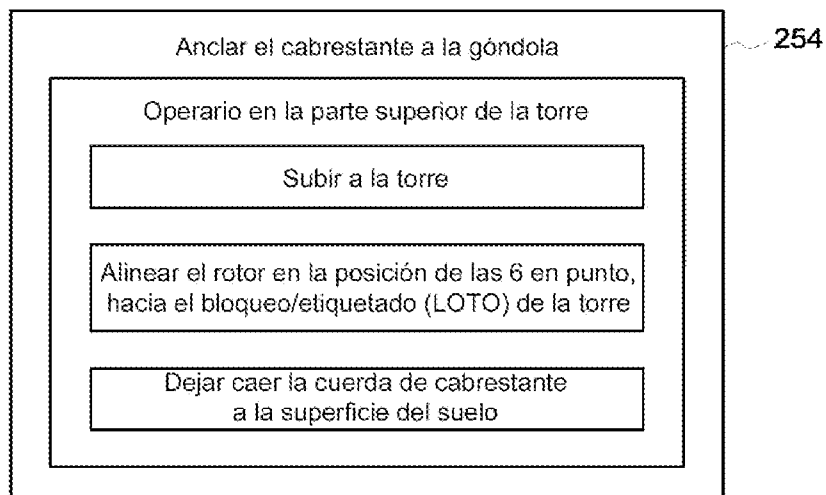 Anclar el cabrestante a la góndola
254
Operario en la parte superior de la torre
Subir a la torre
Alinear el rotor en la posición de las 6 en punto,
hacia el bloqueo/etiquetado (LOTO) de la torre
Dejar caer la cuerda de cabrestante
a la superficie del suelo